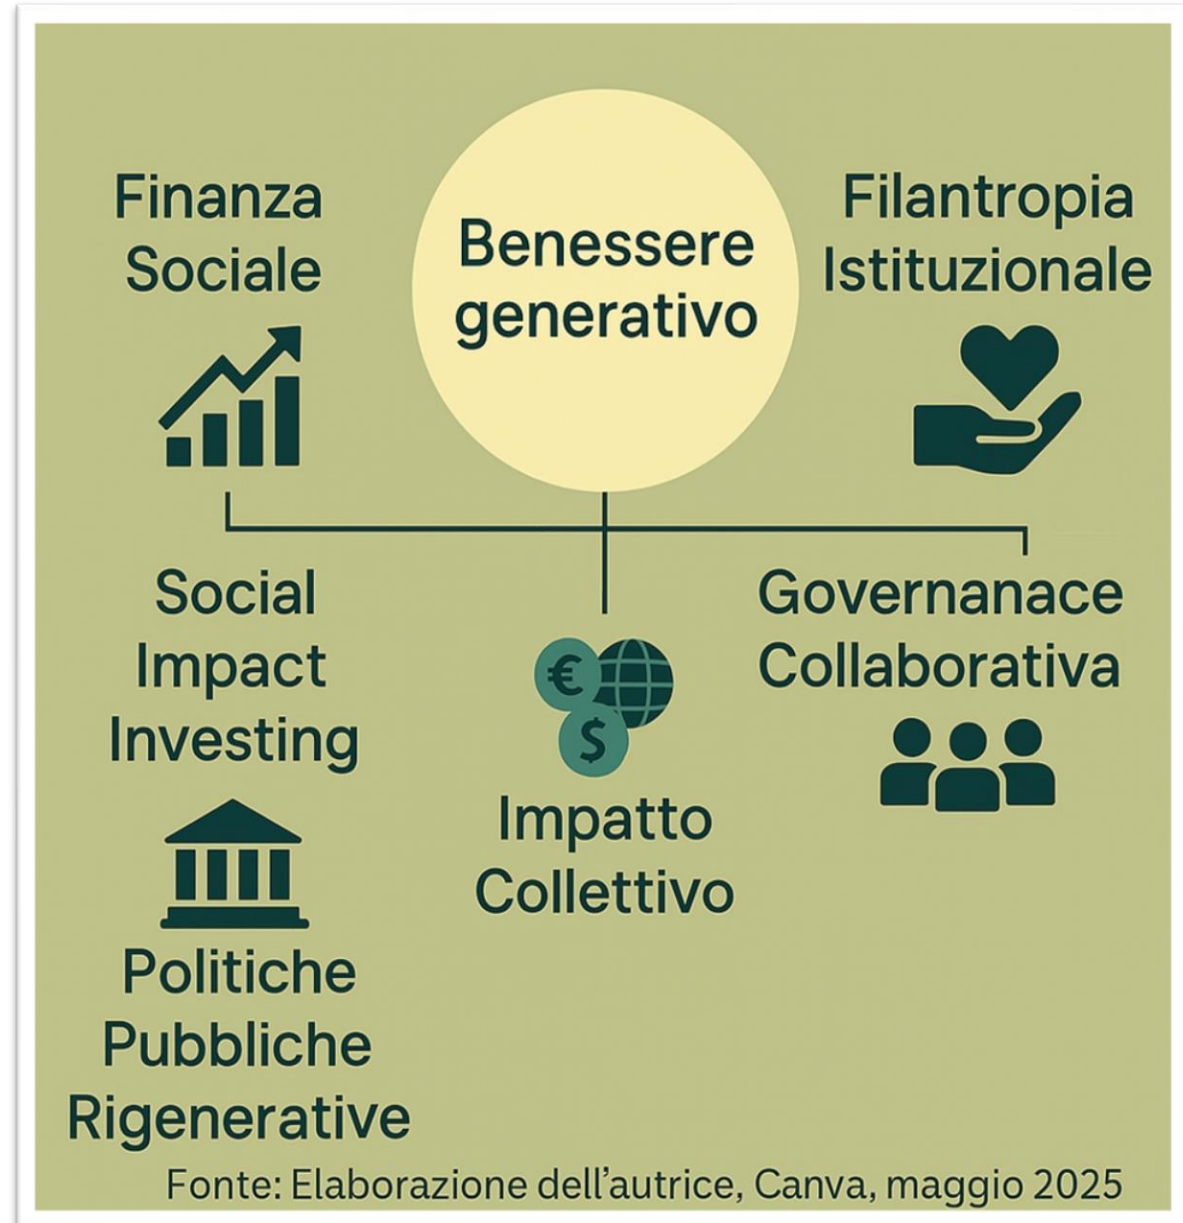 Finanza
Sociale
Benessere
generativo
Filantropia
Istituzionale
Social
Impact
Investing
€
$
Impatto
Collettivo
Governanace
Collaborativa
Politiche
Pubbliche
Rigenerative
Fonte: Elaborazione dell’autrice, Canva, maggio 2025